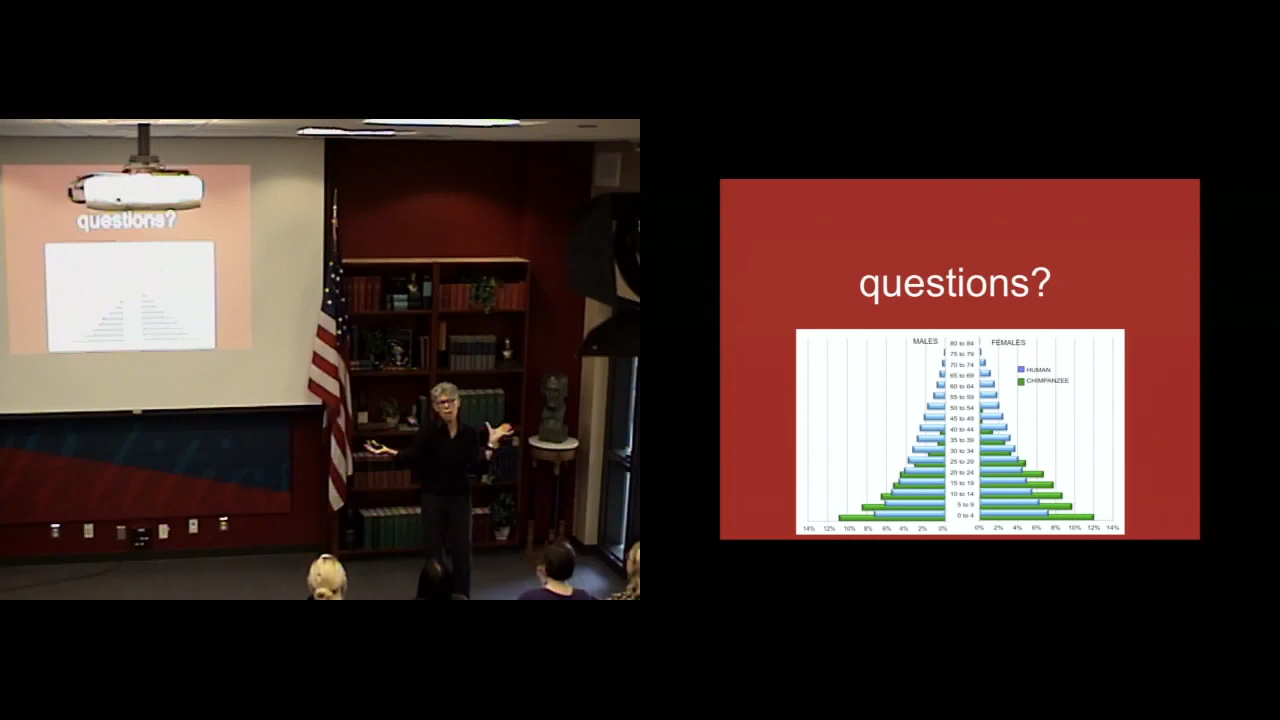 questions?
questions?
MALES
80 to 84
FEMALES
75 to 79
70 to 74
HUMAN
65 to 69
CHIMPANZEE
60 to 64
55 to 59
50 to 54
45 to 49
40 to 44
35 to 39
30 to 34
25 to 29
20 to 24
15 to 19
10 to 14
5 to 9
0 to 4
14% 12% 10% 8% 6% 4% 2% 0% 0% 2% 4% 6% 8% 10% 12% 14%